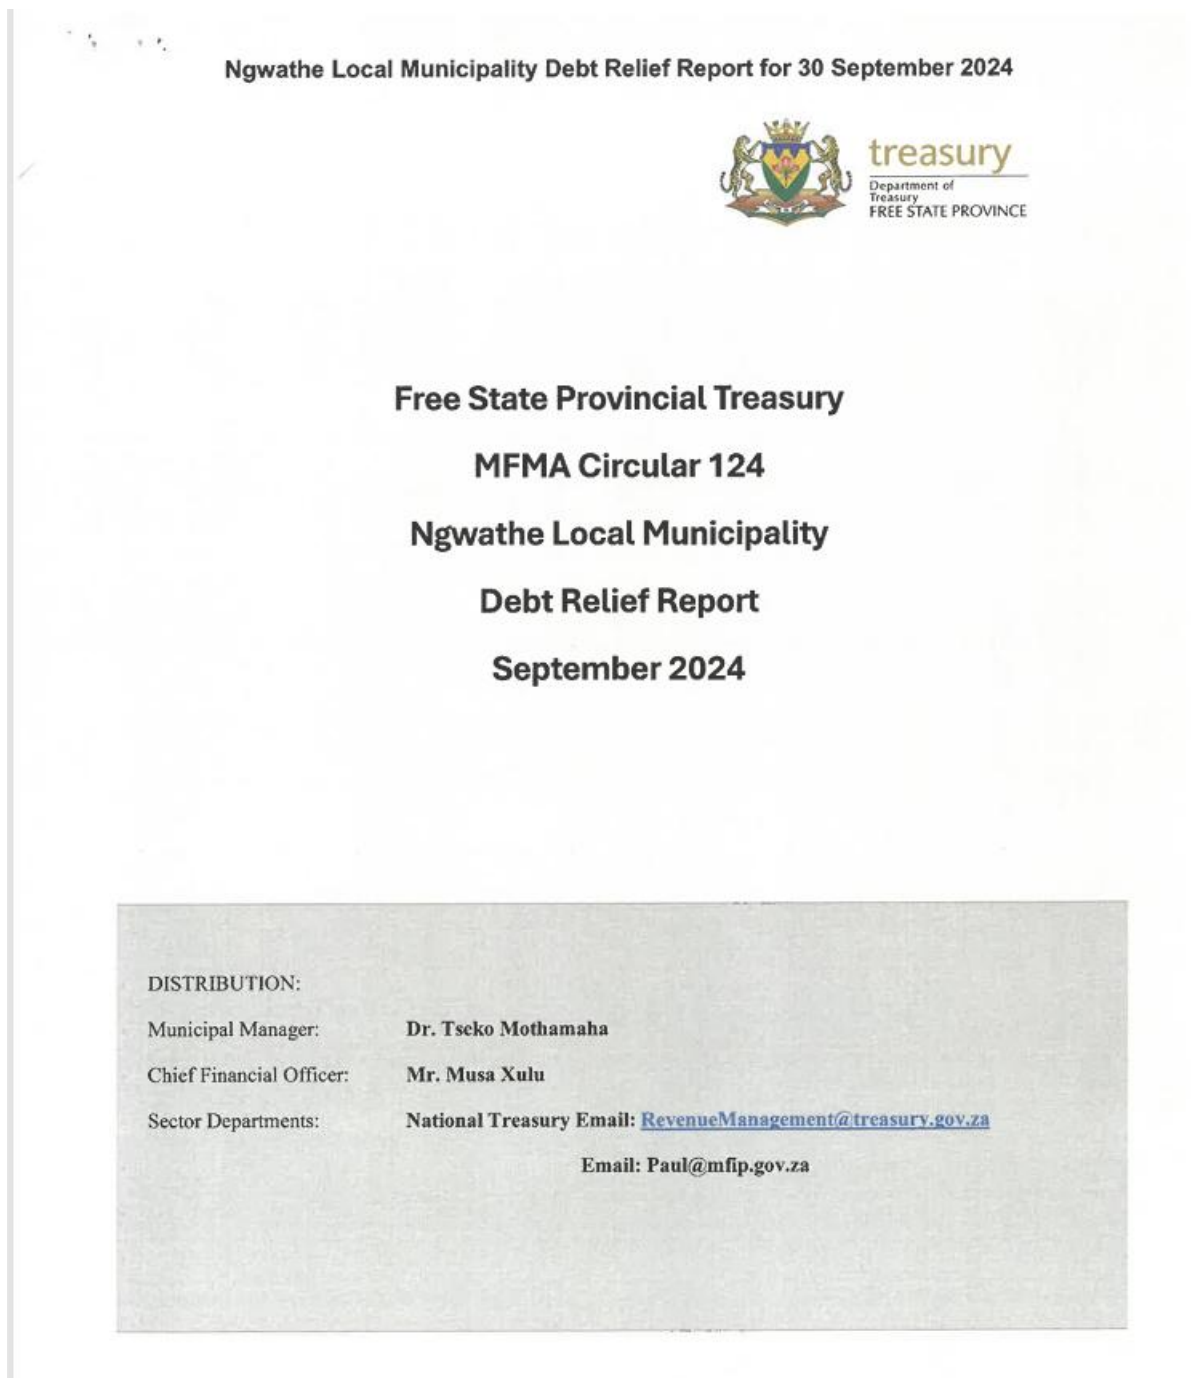 Ngwathe Local Municipality Debt Relief Report for 30 September 2024
treasury
Department of
Treasury
FREE STATE PROVINCE
Free State Provincial Treasury
MFMA Circular 124
Ngwathe Local Municipality
Debt Relief Report
September 2024
DISTRIBUTION:
Municipal Manager: Dr. Tseko Mothamaha
Chief Financial Officer: Mr. Musa Xulu
Sector Departments: National Treasury Email: RevenueManagement@treasury.gov.za
Email: Paul@mfip.gov.za